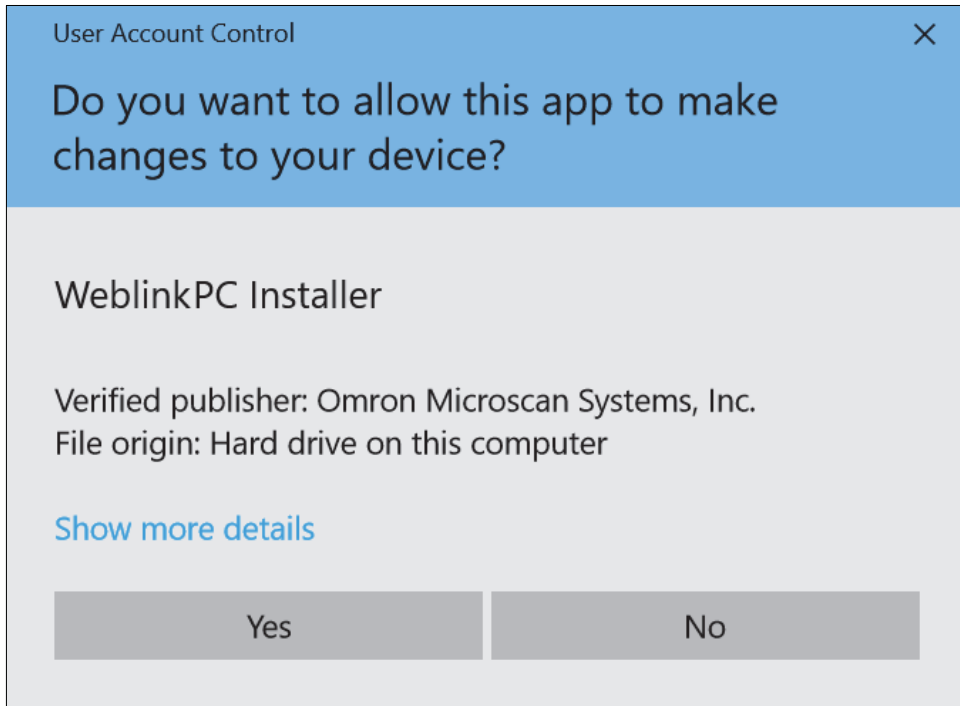 User Account Control
Do you want to allow this app to make
changes to your device?
WeblinkPC Installer
Verified publisher: Omron Microscan Systems, Inc.
File origin: Hard drive on this computer
Show more details
Yes
No